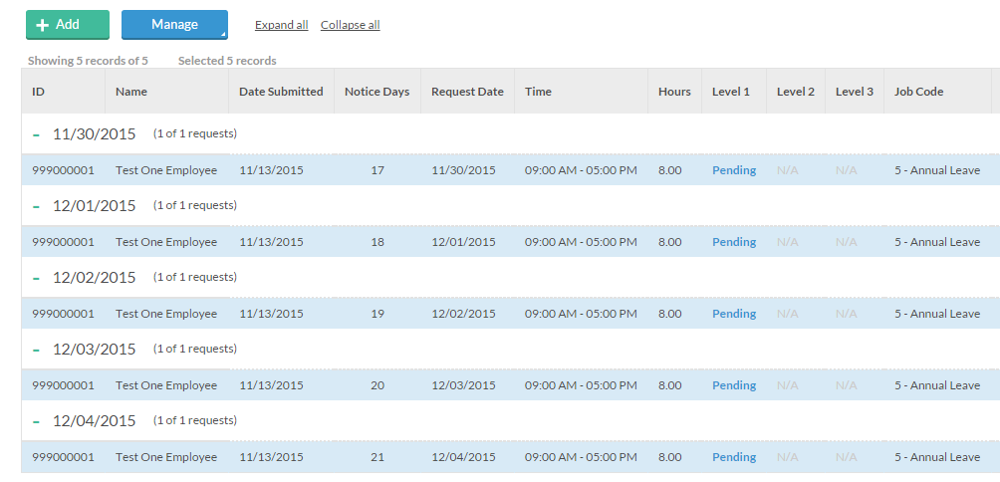 + Add Manage Expand all Collapse all
Showing 5 records of 5 Selected 5 records
ID Name Date Submitted Notice Days Request Date Time Hours Level 1 Level 2 Level 3 Job Code
- 11/30/2015 (1 of 1 requests)
999000001 Test One Employee 11/13/2015 17 11/30/2015 09:00 AM - 05:00 PM 8.00 Pending N/A N/A 5 - Annual Leave
- 12/01/2015 (1 of 1 requests)
999000001 Test One Employee 11/13/2015 18 12/01/2015 09:00 AM - 05:00 PM 8.00 Pending N/A N/A 5 - Annual Leave
- 12/02/2015 (1 of 1 requests)
999000001 Test One Employee 11/13/2015 19 12/02/2015 09:00 AM - 05:00 PM 8.00 Pending N/A N/A 5 - Annual Leave
- 12/03/2015 (1 of 1 requests)
999000001 Test One Employee 11/13/2015 20 12/03/2015 09:00 AM - 05:00 PM 8.00 Pending N/A N/A 5 - Annual Leave
- 12/04/2015 (1 of 1 requests)
999000001 Test One Employee 11/13/2015 21 12/04/2015 09:00 AM - 05:00 PM 8.00 Pending N/A N/A 5 - Annual Leave